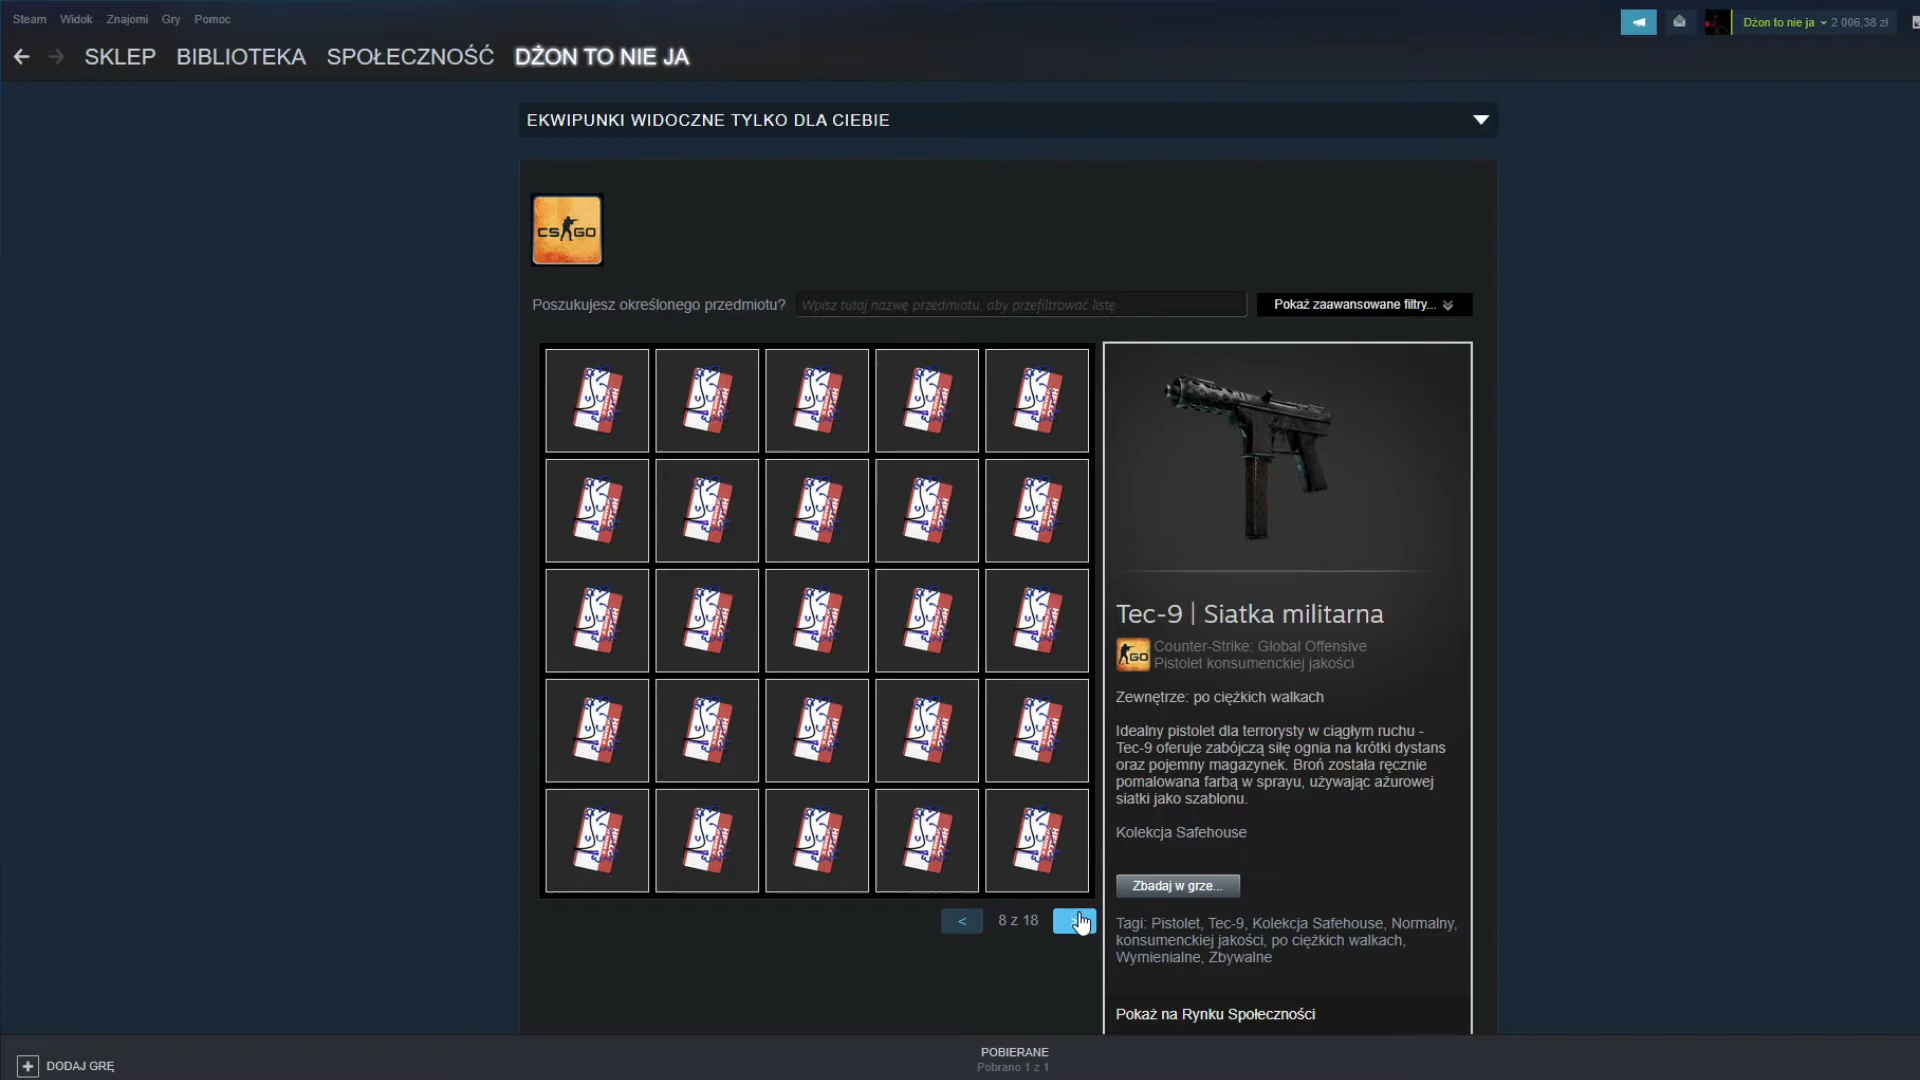 Steam Widok Znajomi Gry Pomoc
Dżon to nie ja 2 006,38 zł
SKLEP BIBLIOTEKA SPOŁECZNOŚĆ DŻON TO NIE JA
EKWIPUNKI WIDOCZNE TYLKO DLA CIEBIE
CS GO
Poszukujesz określonego przedmiotu? Wpisz tutaj nazwę przedmiotu, aby przefiltrować listę Pokaż zaawansowane filtry...
Tec-9 | Siatka militarna
GO
Counter-Strike: Global Offensive
Pistolet konsumenckiej jakości
Zewnętrze: po ciężkich walkach
Idealny pistolet dla terrorysty w ciągłym ruchu -
Tec-9 oferuje zabójczą siłę ognia na krótki dystans
oraz pojemny magazynek. Broń została ręcznie
pomalowana farbą w sprayu, używając ażurowej
siatki jako szablonu.
Kolekcja Safehouse
Zbadaj w grze...
< 8 z 18 >
Tagi: Pistolet, Tec-9, Kolekcja Safehouse, Normalny,
konsumenckiej jakości, po ciężkich walkach,
Wymienialne, Zbywalne
Pokaż na Rynku Społeczności
DODAJ GRĘ
POBIERANE
Pobrano 1 z 1